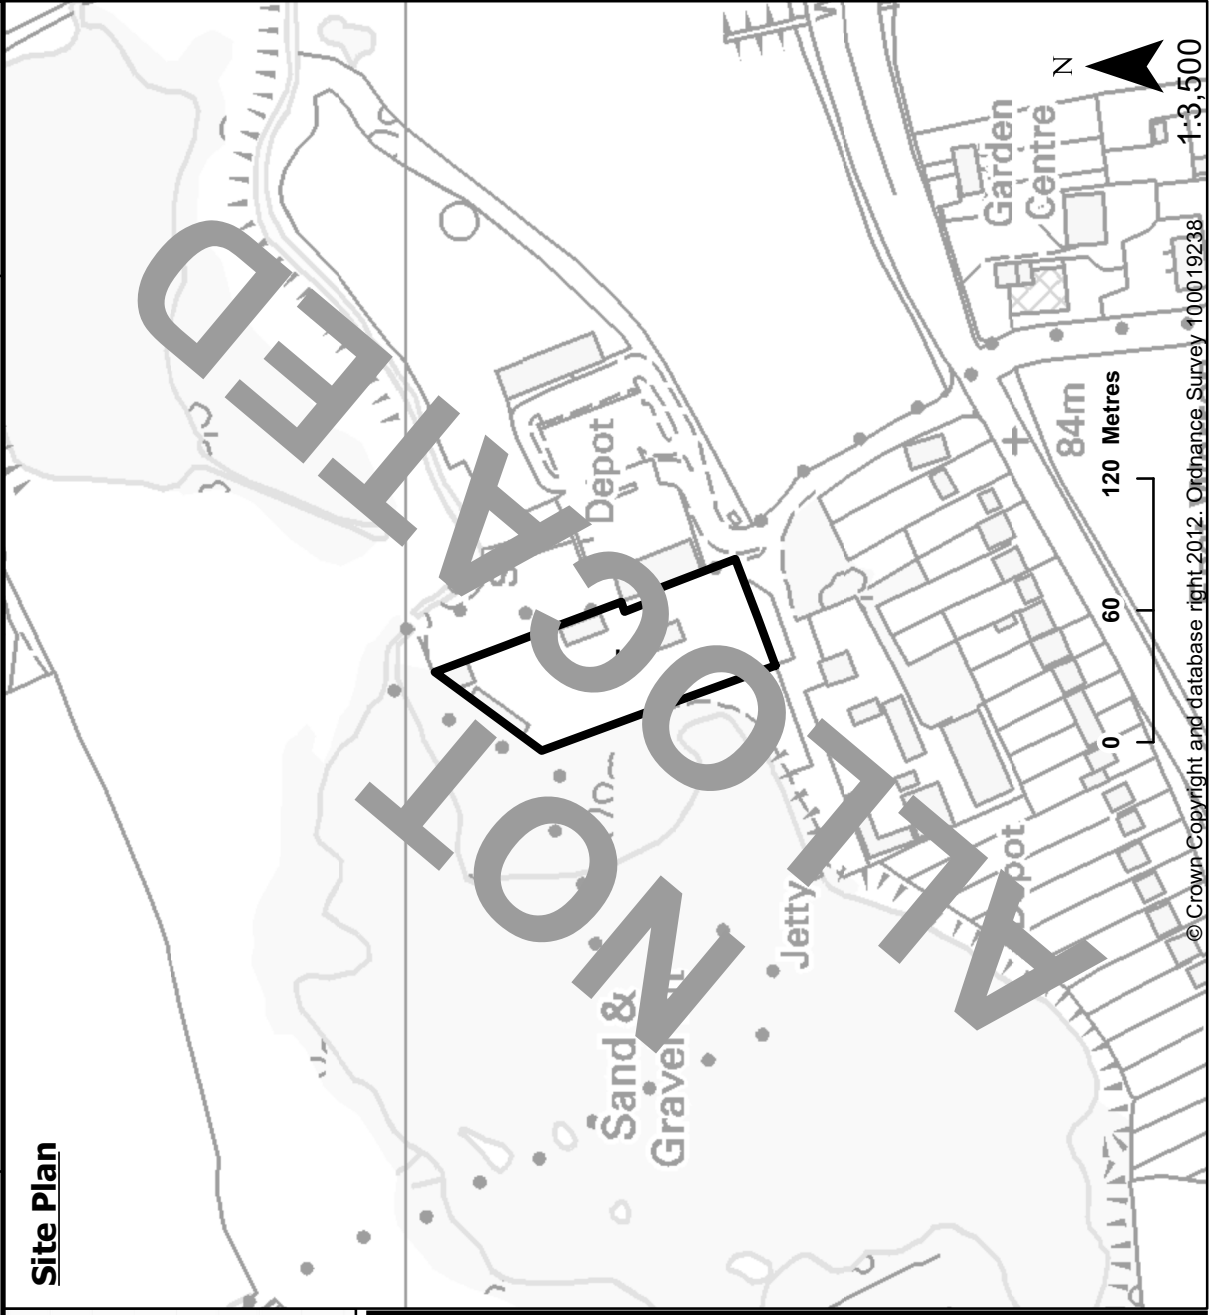 Site Plan
NOT
ALLOCATED
Sand &
Gravel
Jetty
Depot
84m
Garden
Centre
N
1:3,500
0 60 120 Metres
© Crown Copyright and database right 2012. Ordnance Survey 100019238